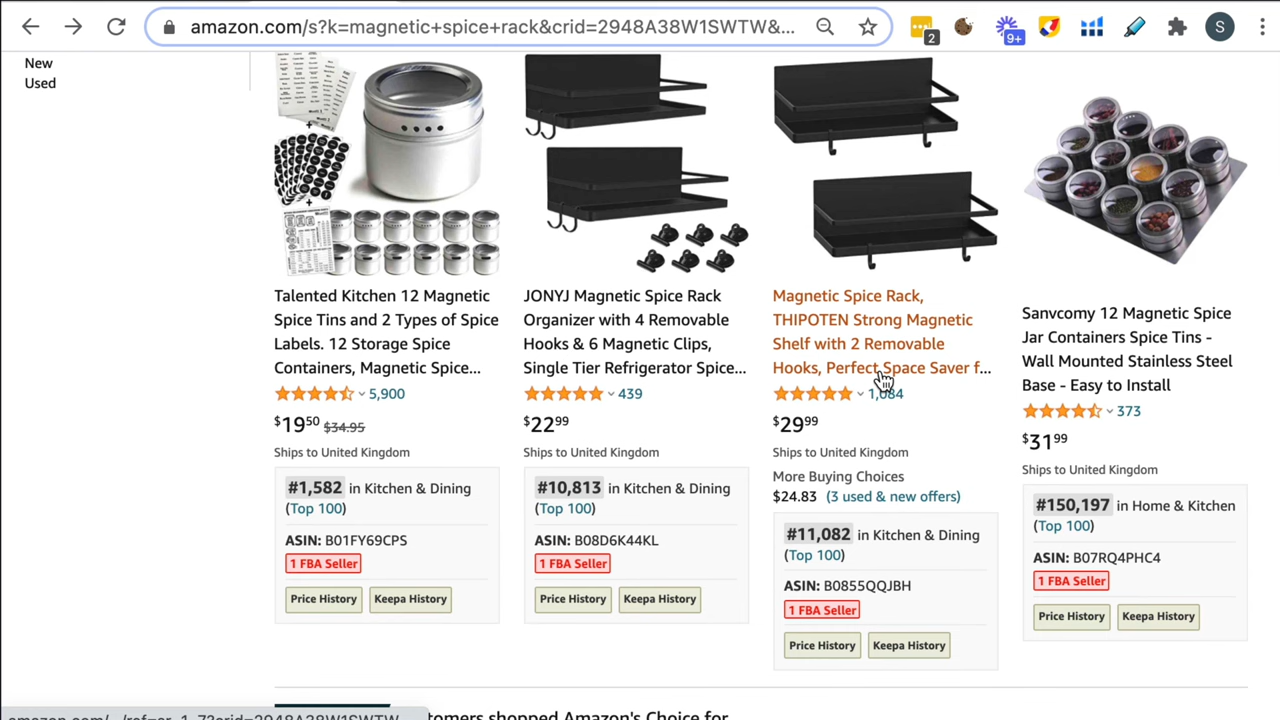 amazon.com/s?k=magnetic+spice+rack&crid=2948A38W1SWTW&...
2
9+
S
New
Used
Talented Kitchen 12 Magnetic
Spice Tins and 2 Types of Spice
Labels. 12 Storage Spice
Containers, Magnetic Spice...
5,900
$19.50 $34.95
Ships to United Kingdom
#1,582 in Kitchen & Dining
(Top 100)
ASIN: B01FY69CPS
1 FBA Seller
Price History Keepa History
JONYJ Magnetic Spice Rack
Organizer with 4 Removable
Hooks & 6 Magnetic Clips,
Single Tier Refrigerator Spice...
439
$22.99
Ships to United Kingdom
#10,813 in Kitchen & Dining
(Top 100)
ASIN: B08D6K44KL
1 FBA Seller
Price History Keepa History
Magnetic Spice Rack,
THIPOTEN Strong Magnetic
Shelf with 2 Removable
Hooks, Perfect Space Saver f...
1,084
$29.99
Ships to United Kingdom
More Buying Choices
$24.83 (3 used & new offers)
#11,082 in Kitchen & Dining
(Top 100)
ASIN: B0855QQJBH
1 FBA Seller
Price History Keepa History
Sanvcomy 12 Magnetic Spice
Jar Containers Spice Tins -
Wall Mounted Stainless Steel
Base - Easy to Install
373
$31.99
Ships to United Kingdom
#150,197 in Home & Kitchen
(Top 100)
ASIN: B07RQ4PHC4
1 FBA Seller
Price History Keepa History
tomers shopped Amazon's Choice for